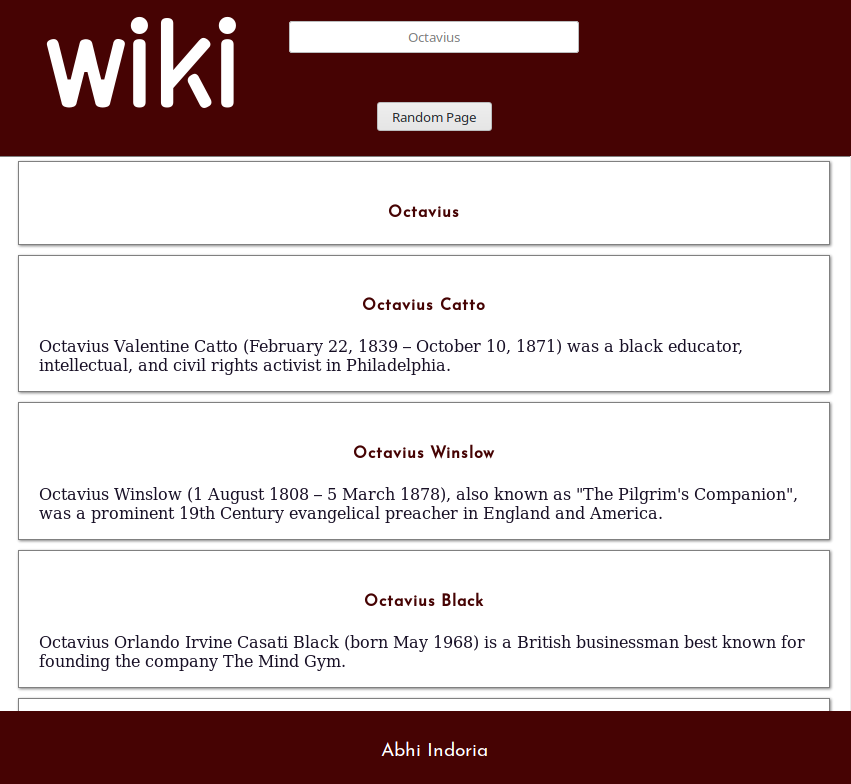 wiki
Octavius
Random Page
Octavius
Octavius Catto
Octavius Valentine Catto (February 22, 1839 – October 10, 1871) was a black educator,
intellectual, and civil rights activist in Philadelphia.
Octavius Winslow
Octavius Winslow (1 August 1808 – 5 March 1878), also known as "The Pilgrim's Companion",
was a prominent 19th Century evangelical preacher in England and America.
Octavius Black
Octavius Orlando Irvine Casati Black (born May 1968) is a British businessman best known for
founding the company The Mind Gym.
Abhi Indoria